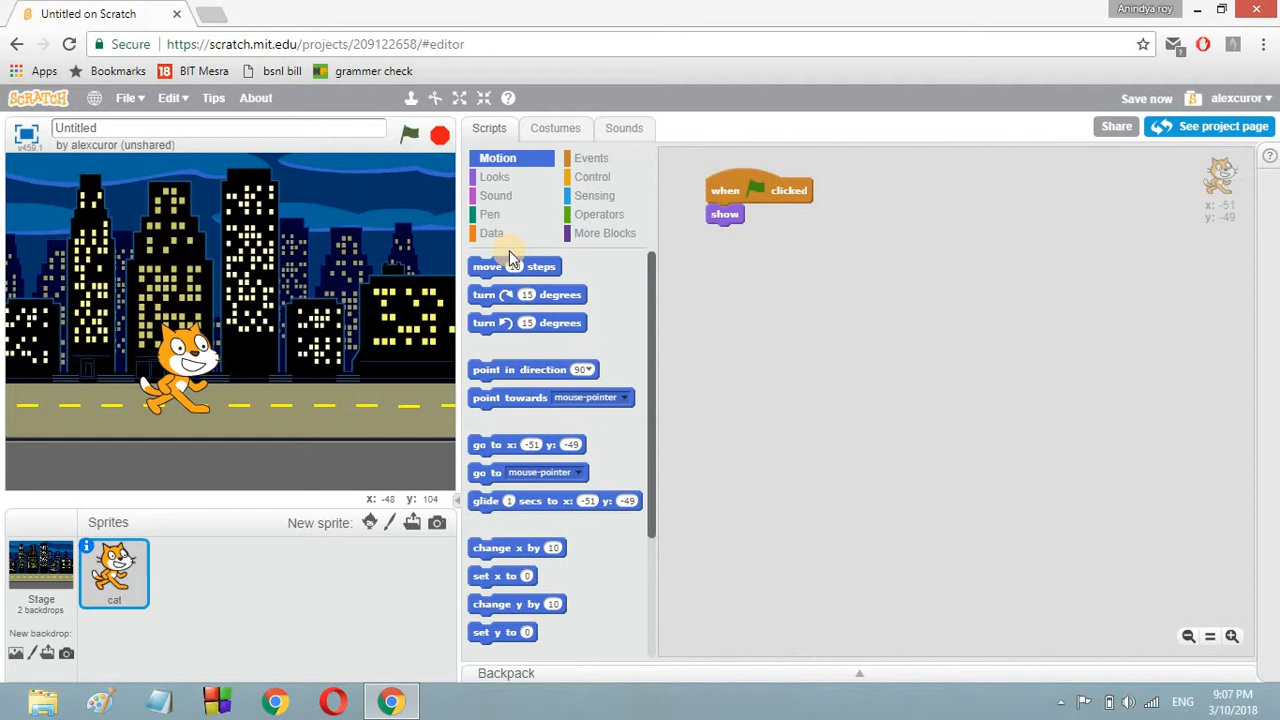 Untitled on Scratch
Anindya roy
Secure https://scratch.mit.edu/projects/209122658/#editor
Apps Bookmarks 18 BIT Mesra bsnl bill grammer check
SCRATCH File Edit Tips About Save now alexcuror
Untitled
by alexcuror (unshared)
v459.1
Scripts Costumes Sounds
Share See project page
Motion Events
Looks Control
Sound Sensing
Pen Operators
Data More Blocks
move steps
turn 15 degrees
turn 15 degrees
point in direction 90
point towards mouse-pointer
go to x: -51 y: -49
go to mouse-pointer
glide 1 secs to x: -51 y: -49
change x by 10
set x to 0
change y by 10
set y to 0
when clicked
show
x: -51
y: -49
x: -48 y: 104
Sprites New sprite:
Stage
2 backdrops
New backdrop:
cat
Backpack
ENG
9:07 PM
3/10/2018